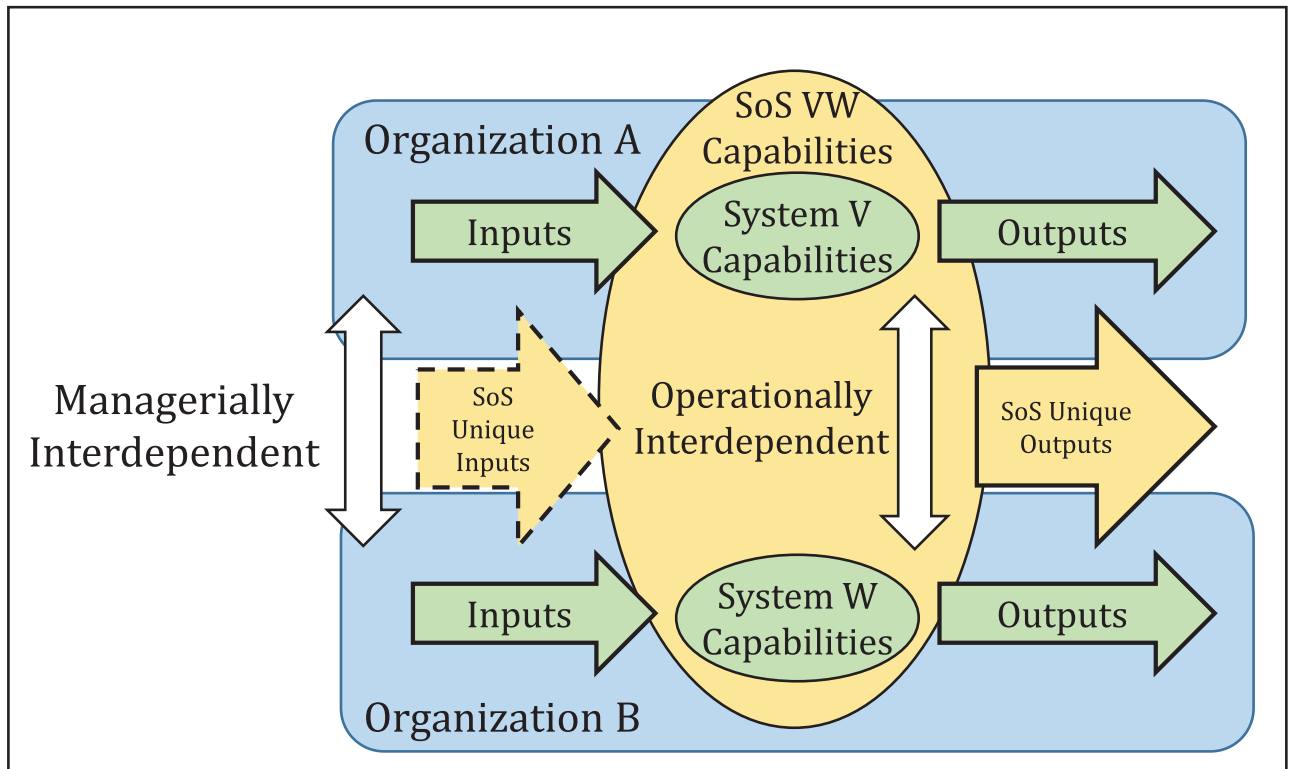 SoS VW
Capabilities
Organization A
Inputs
System V
Capabilities
Outputs
Managerially
Interdependent
SoS
Unique
Inputs
Operationally
Interdependent
SoS Unique
Outputs
Inputs
System W
Capabilities
Outputs
Organization B